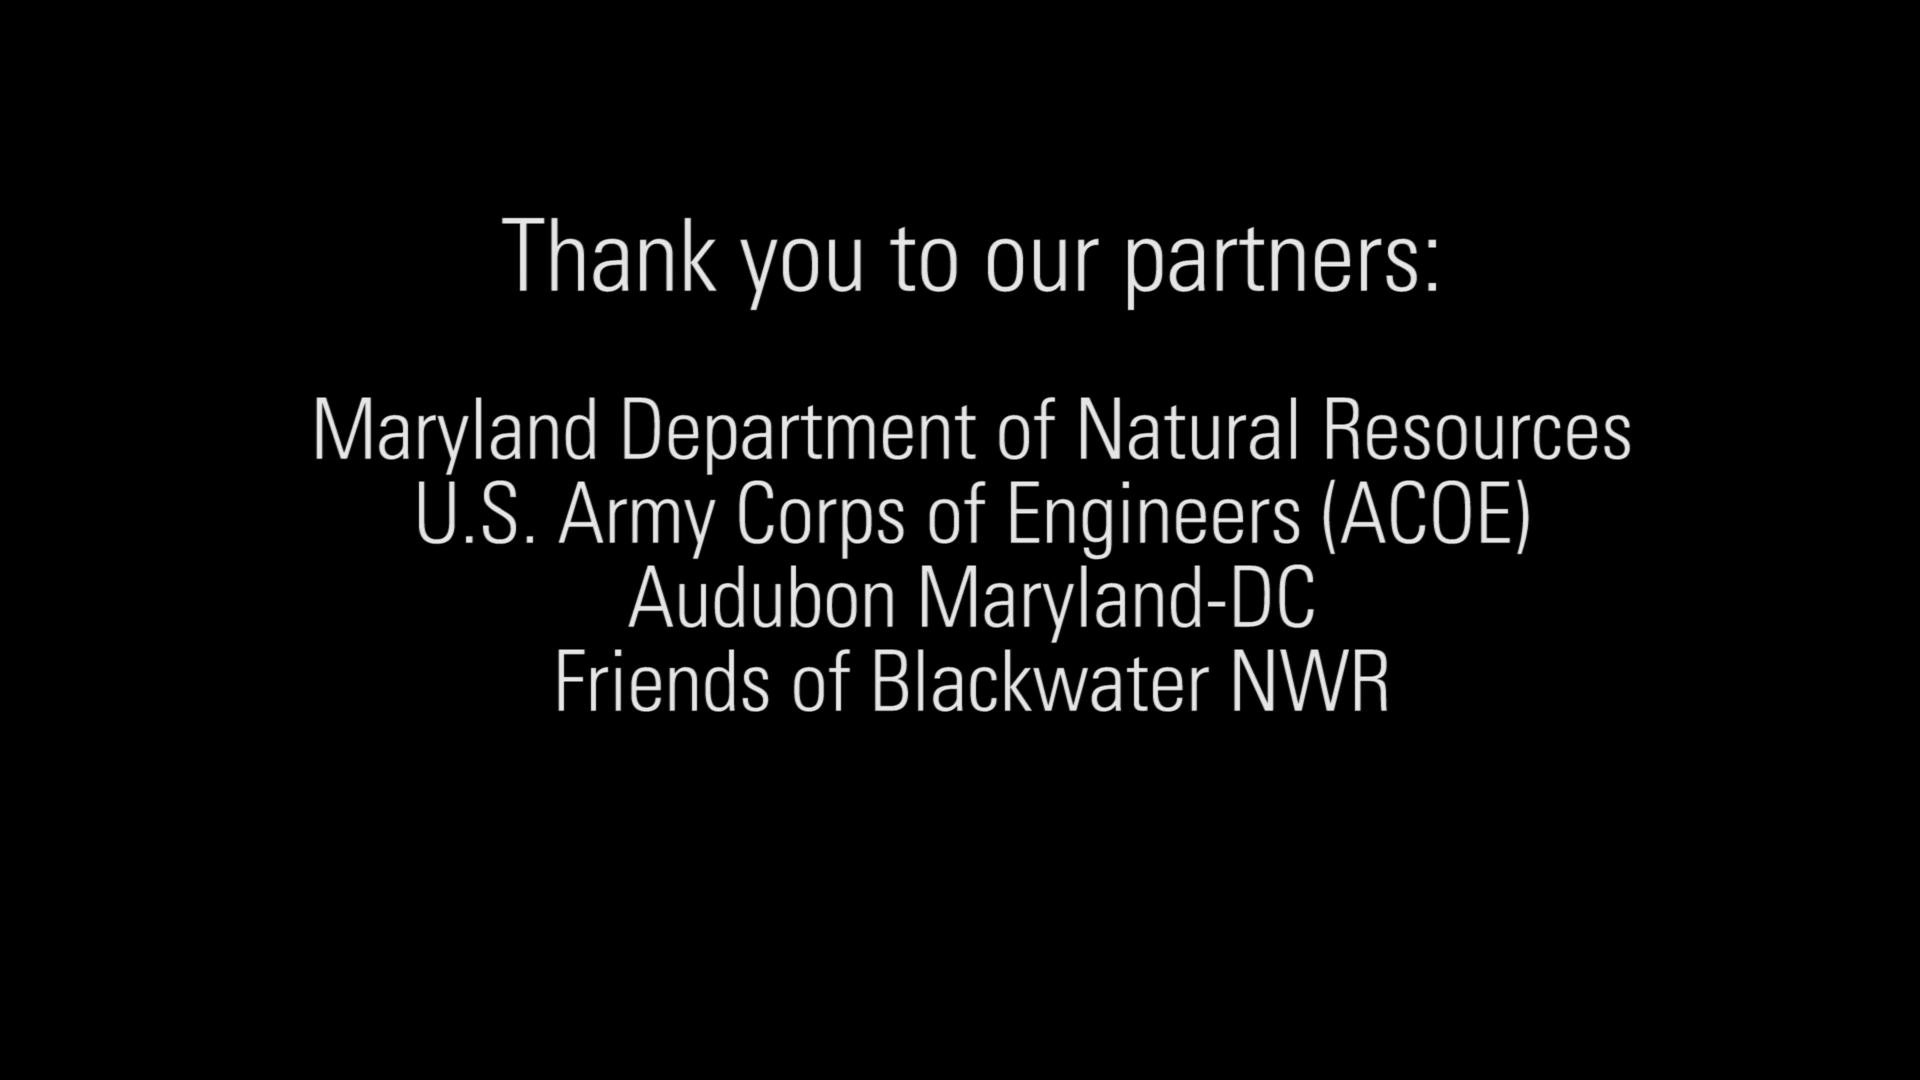 Thank you to our partners:
Maryland Department of Natural Resources
U.S. Army Corps of Engineers (ACOE)
Audubon Maryland-DC
Friends of Blackwater NWR